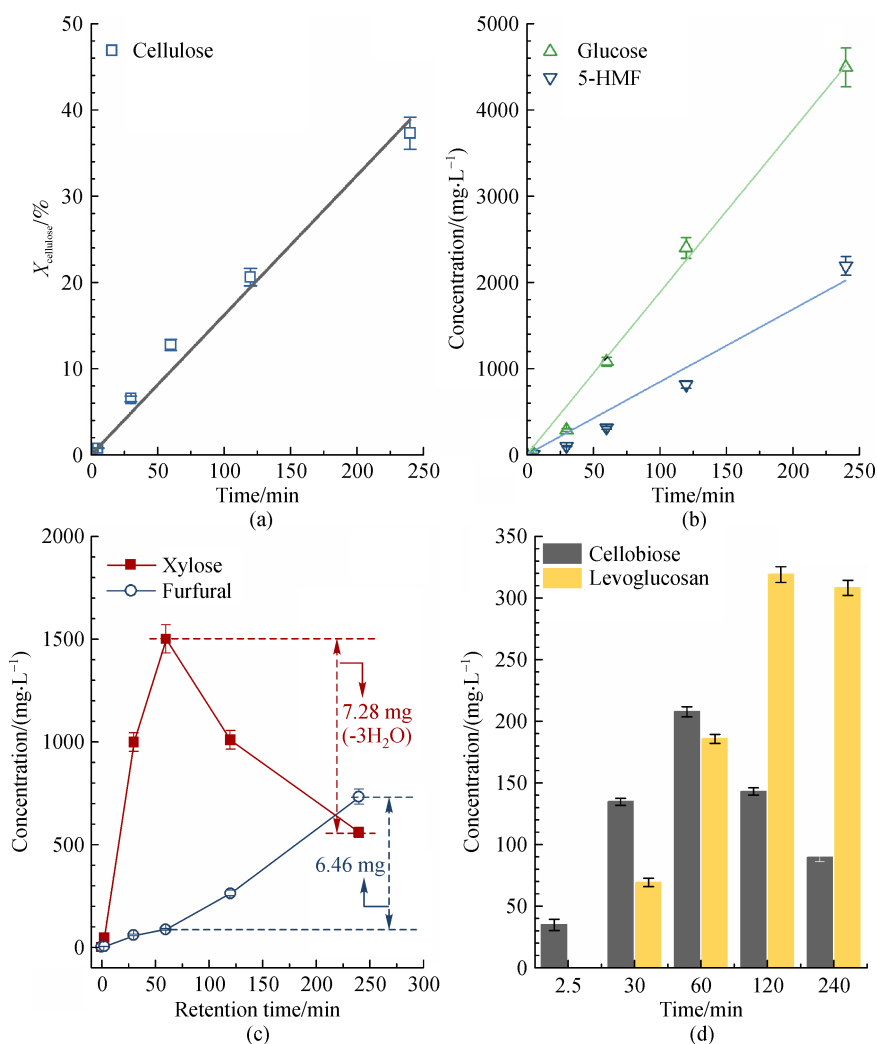 50
40
30
20
10
0
X_cellulose/%
Cellulose
0 50 100 150 200 250
Time/min
(a)
5000
4000
3000
2000
1000
0
Concentration/(mg·L⁻¹)
Glucose
5-HMF
0 50 100 150 200 250
Time/min
(b)
2000
1500
1000
500
0
Concentration/(mg·L⁻¹)
Xylose
Furfural
7.28 mg
(-3H₂O)
6.46 mg
0 50 100 150 200 250 300
Retention time/min
(c)
350
300
250
200
150
100
50
0
Concentration/(mg·L⁻¹)
Cellobiose
Levoglucosan
2.5 30 60 120 240
Time/min
(d)